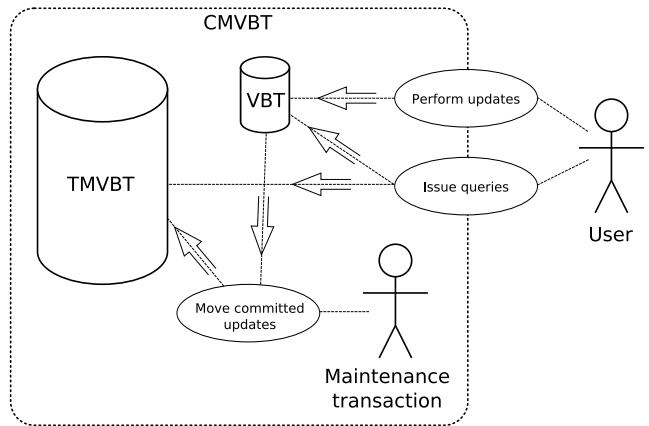 CMVBT
VBT
Perform updates
TMVBT
Issue queries
User
Move committed
updates
Maintenance
transaction